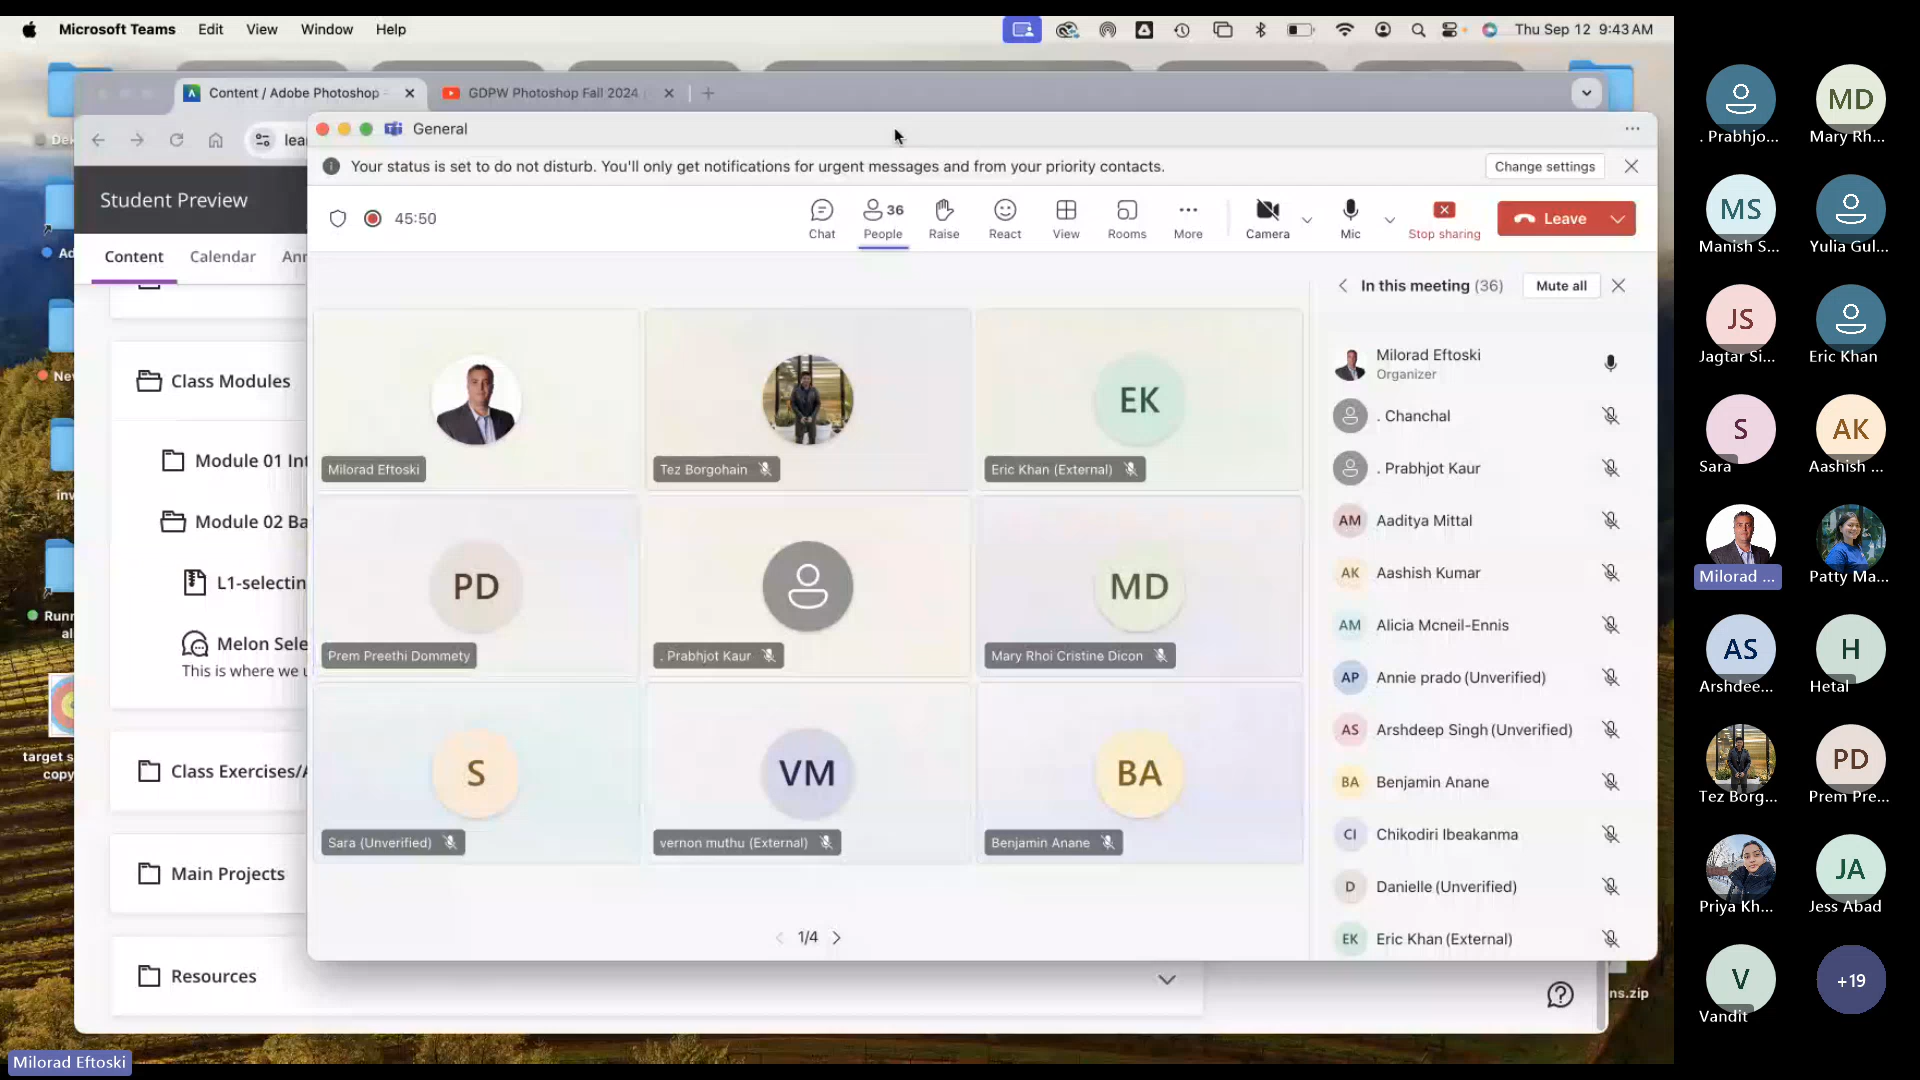 Microsoft Teams Edit View Window Help
Thu Sep 12 9:43 AM
Content / Adobe Photoshop -
GDPW Photoshop Fall 2024
lear
General
Your status is set to do not disturb. You'll only get notifications for urgent messages and from your priority contacts.
Change settings
45:50
Chat
36
People
Raise
React
View
Rooms
More
Camera
Mic
Stop sharing
Leave
Student Preview
Content
Calendar
Ann
Class Modules
Module 01 Int
Module 02 Ba
L1-selectin
Melon Sele
This is where we u
Class Exercises/A
Main Projects
Resources
Milorad Eftoski
Tez Borgohain
EK
Eric Khan (External)
PD
Prem Preethi Dommety
. Prabhjot Kaur
MD
Mary Rhoi Cristine Dicon
S
Sara (Unverified)
VM
vernon muthu (External)
BA
Benjamin Anane
1/4
In this meeting (36)
Mute all
Milorad Eftoski
Organizer
. Chanchal
. Prabhjot Kaur
AM Aaditya Mittal
AK Aashish Kumar
AM Alicia Mcneil-Ennis
AP Annie prado (Unverified)
AS Arshdeep Singh (Unverified)
BA Benjamin Anane
CI Chikodiri Ibeakanma
D Danielle (Unverified)
EK Eric Khan (External)
target s
copy
ns.zip
. Prabhjo...
MD
Mary Rh...
MS
Manish S...
Yulia Gul...
JS
Jagtar Si...
Eric Khan
S
Sara
AK
Aashish ...
Milorad ...
Patty Ma...
AS
Arshdee...
H
Hetal
Tez Borg...
PD
Prem Pre...
Priya Kh...
JA
Jess Abad
V
Vandit
+19
Milorad Eftoski